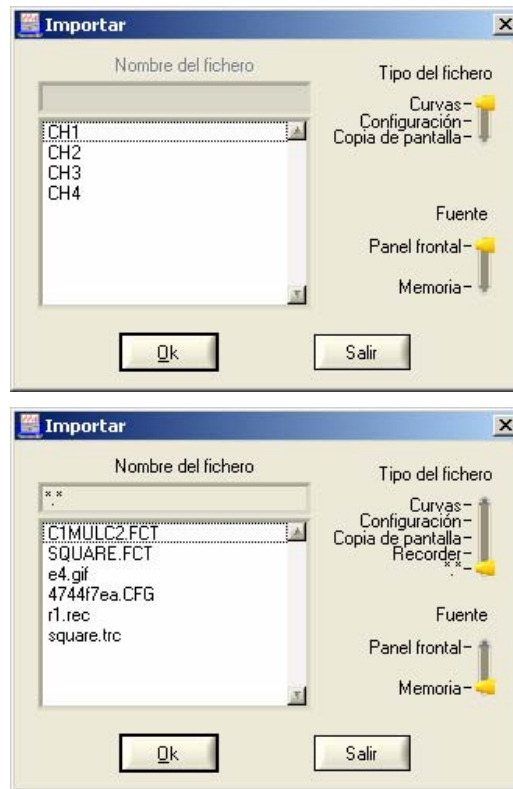 Importar
Nombre del fichero
CH1
CH2
CH3
CH4
Tipo del fichero
Curvas-
Configuración-
Copia de pantalla-
Fuente
Panel frontal-
Memoria-
Ok
Salir
Importar
Nombre del fichero
*.*
C1MULC2.FCT
SQUARE.FCT
e4.gif
4744f7ea.CFG
r1.rec
square.trc
Tipo del fichero
Curvas-
Configuración-
Copia de pantalla-
Recorder-
*.*-
Fuente
Panel frontal-
Memoria-
Ok
Salir